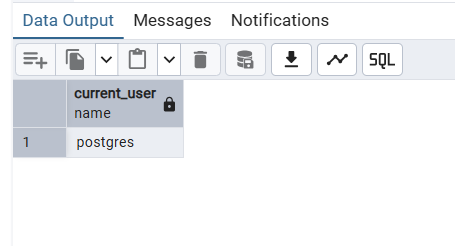 Data Output Messages Notifications
SQL
current_user
name
1 postgres